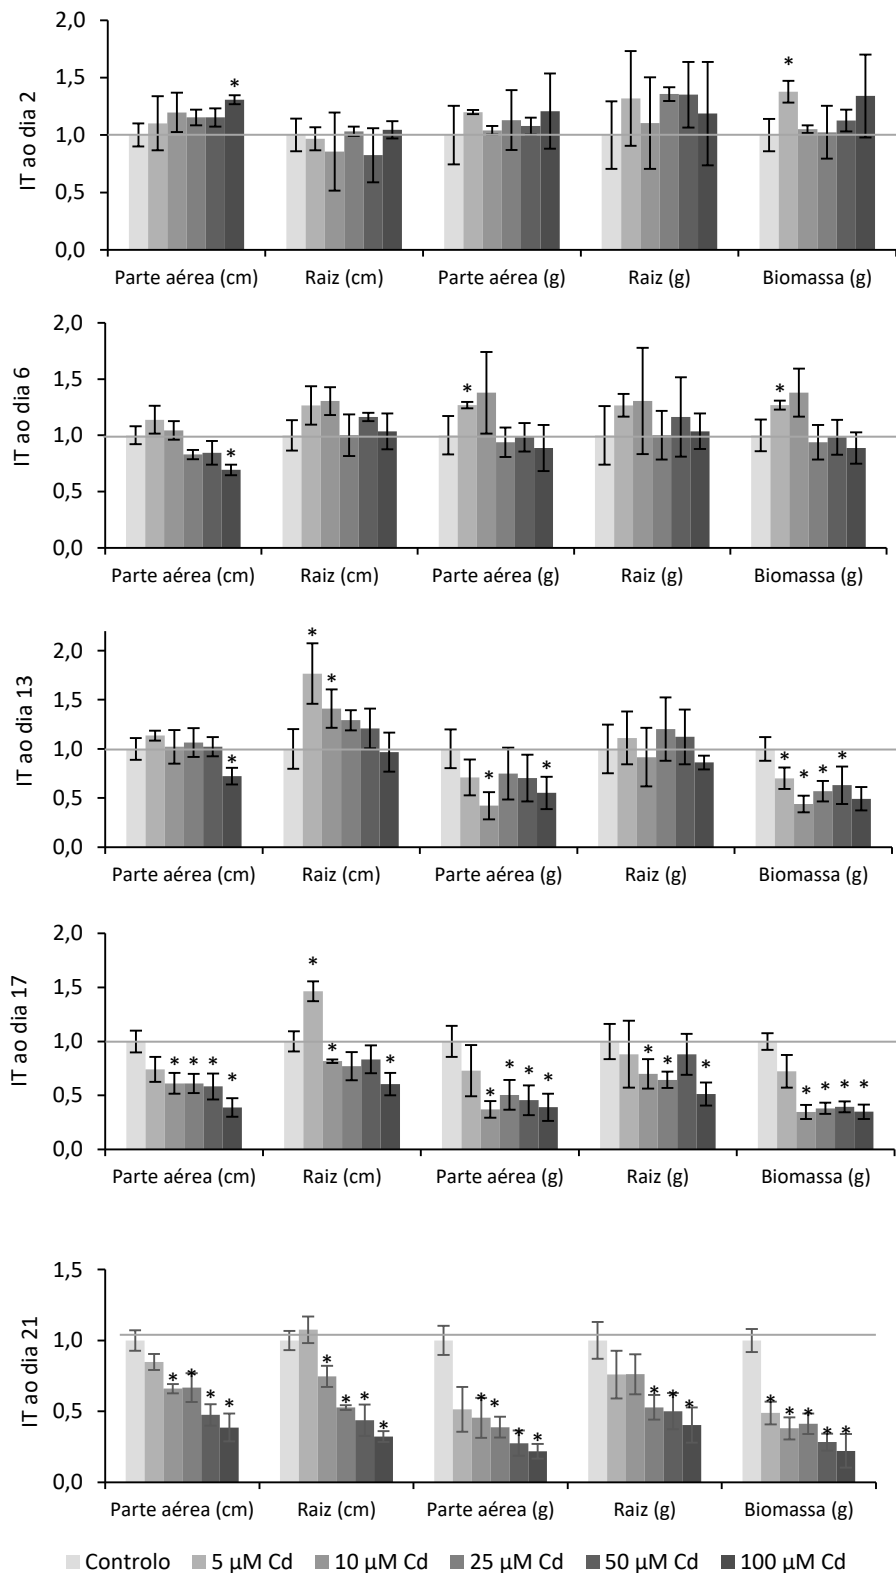 2,0
1,5
1,0
0,5
0,0
IT ao dia 2
*
*
Parte aérea (cm) Raiz (cm) Parte aérea (g) Raiz (g) Biomassa (g)
2,0
1,5
1,0
0,5
0,0
IT ao dia 6
* * *
*
Parte aérea (cm) Raiz (cm) Parte aérea (g) Raiz (g) Biomassa (g)
2,0
1,5
1,0
0,5
0,0
IT ao dia 13
*
*
* * * * * * *
Parte aérea (cm) Raiz (cm) Parte aérea (g) Raiz (g) Biomassa (g)
2,0
1,5
1,0
0,5
0,0
IT ao dia 17
*
* * * * * * * * * * * * * * * * *
Parte aérea (cm) Raiz (cm) Parte aérea (g) Raiz (g) Biomassa (g)
1,5
1,0
0,5
0,0
IT ao dia 21
* * * * * * * * * * * * * * * * * * * *
Parte aérea (cm) Raiz (cm) Parte aérea (g) Raiz (g) Biomassa (g)
Controlo 5 µM Cd 10 µM Cd 25 µM Cd 50 µM Cd 100 µM Cd